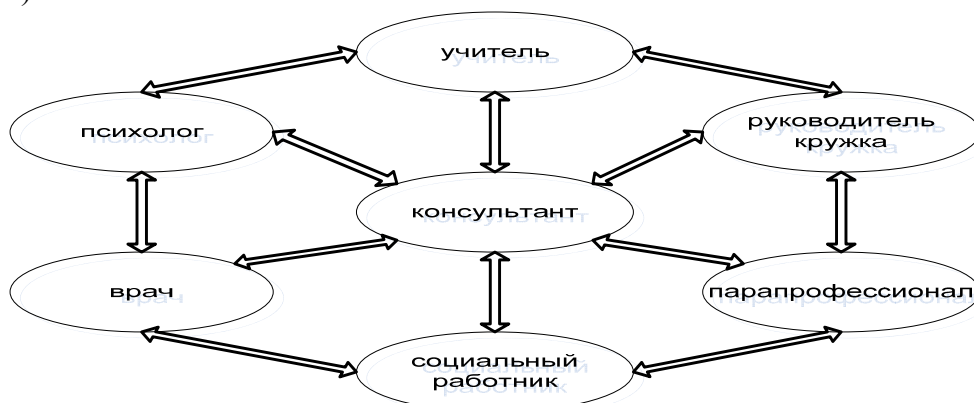 учитель
психолог
руководитель
кружка
консультант
врач
парапрофессионал
социальный
работник